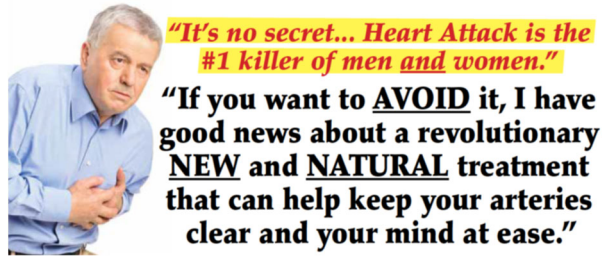 “It’s no secret... Heart Attack is the
#1 killer of men and women.”
“If you want to AVOID it, I have
good news about a revolutionary
NEW and NATURAL treatment
that can help keep your arteries
clear and your mind at ease.”